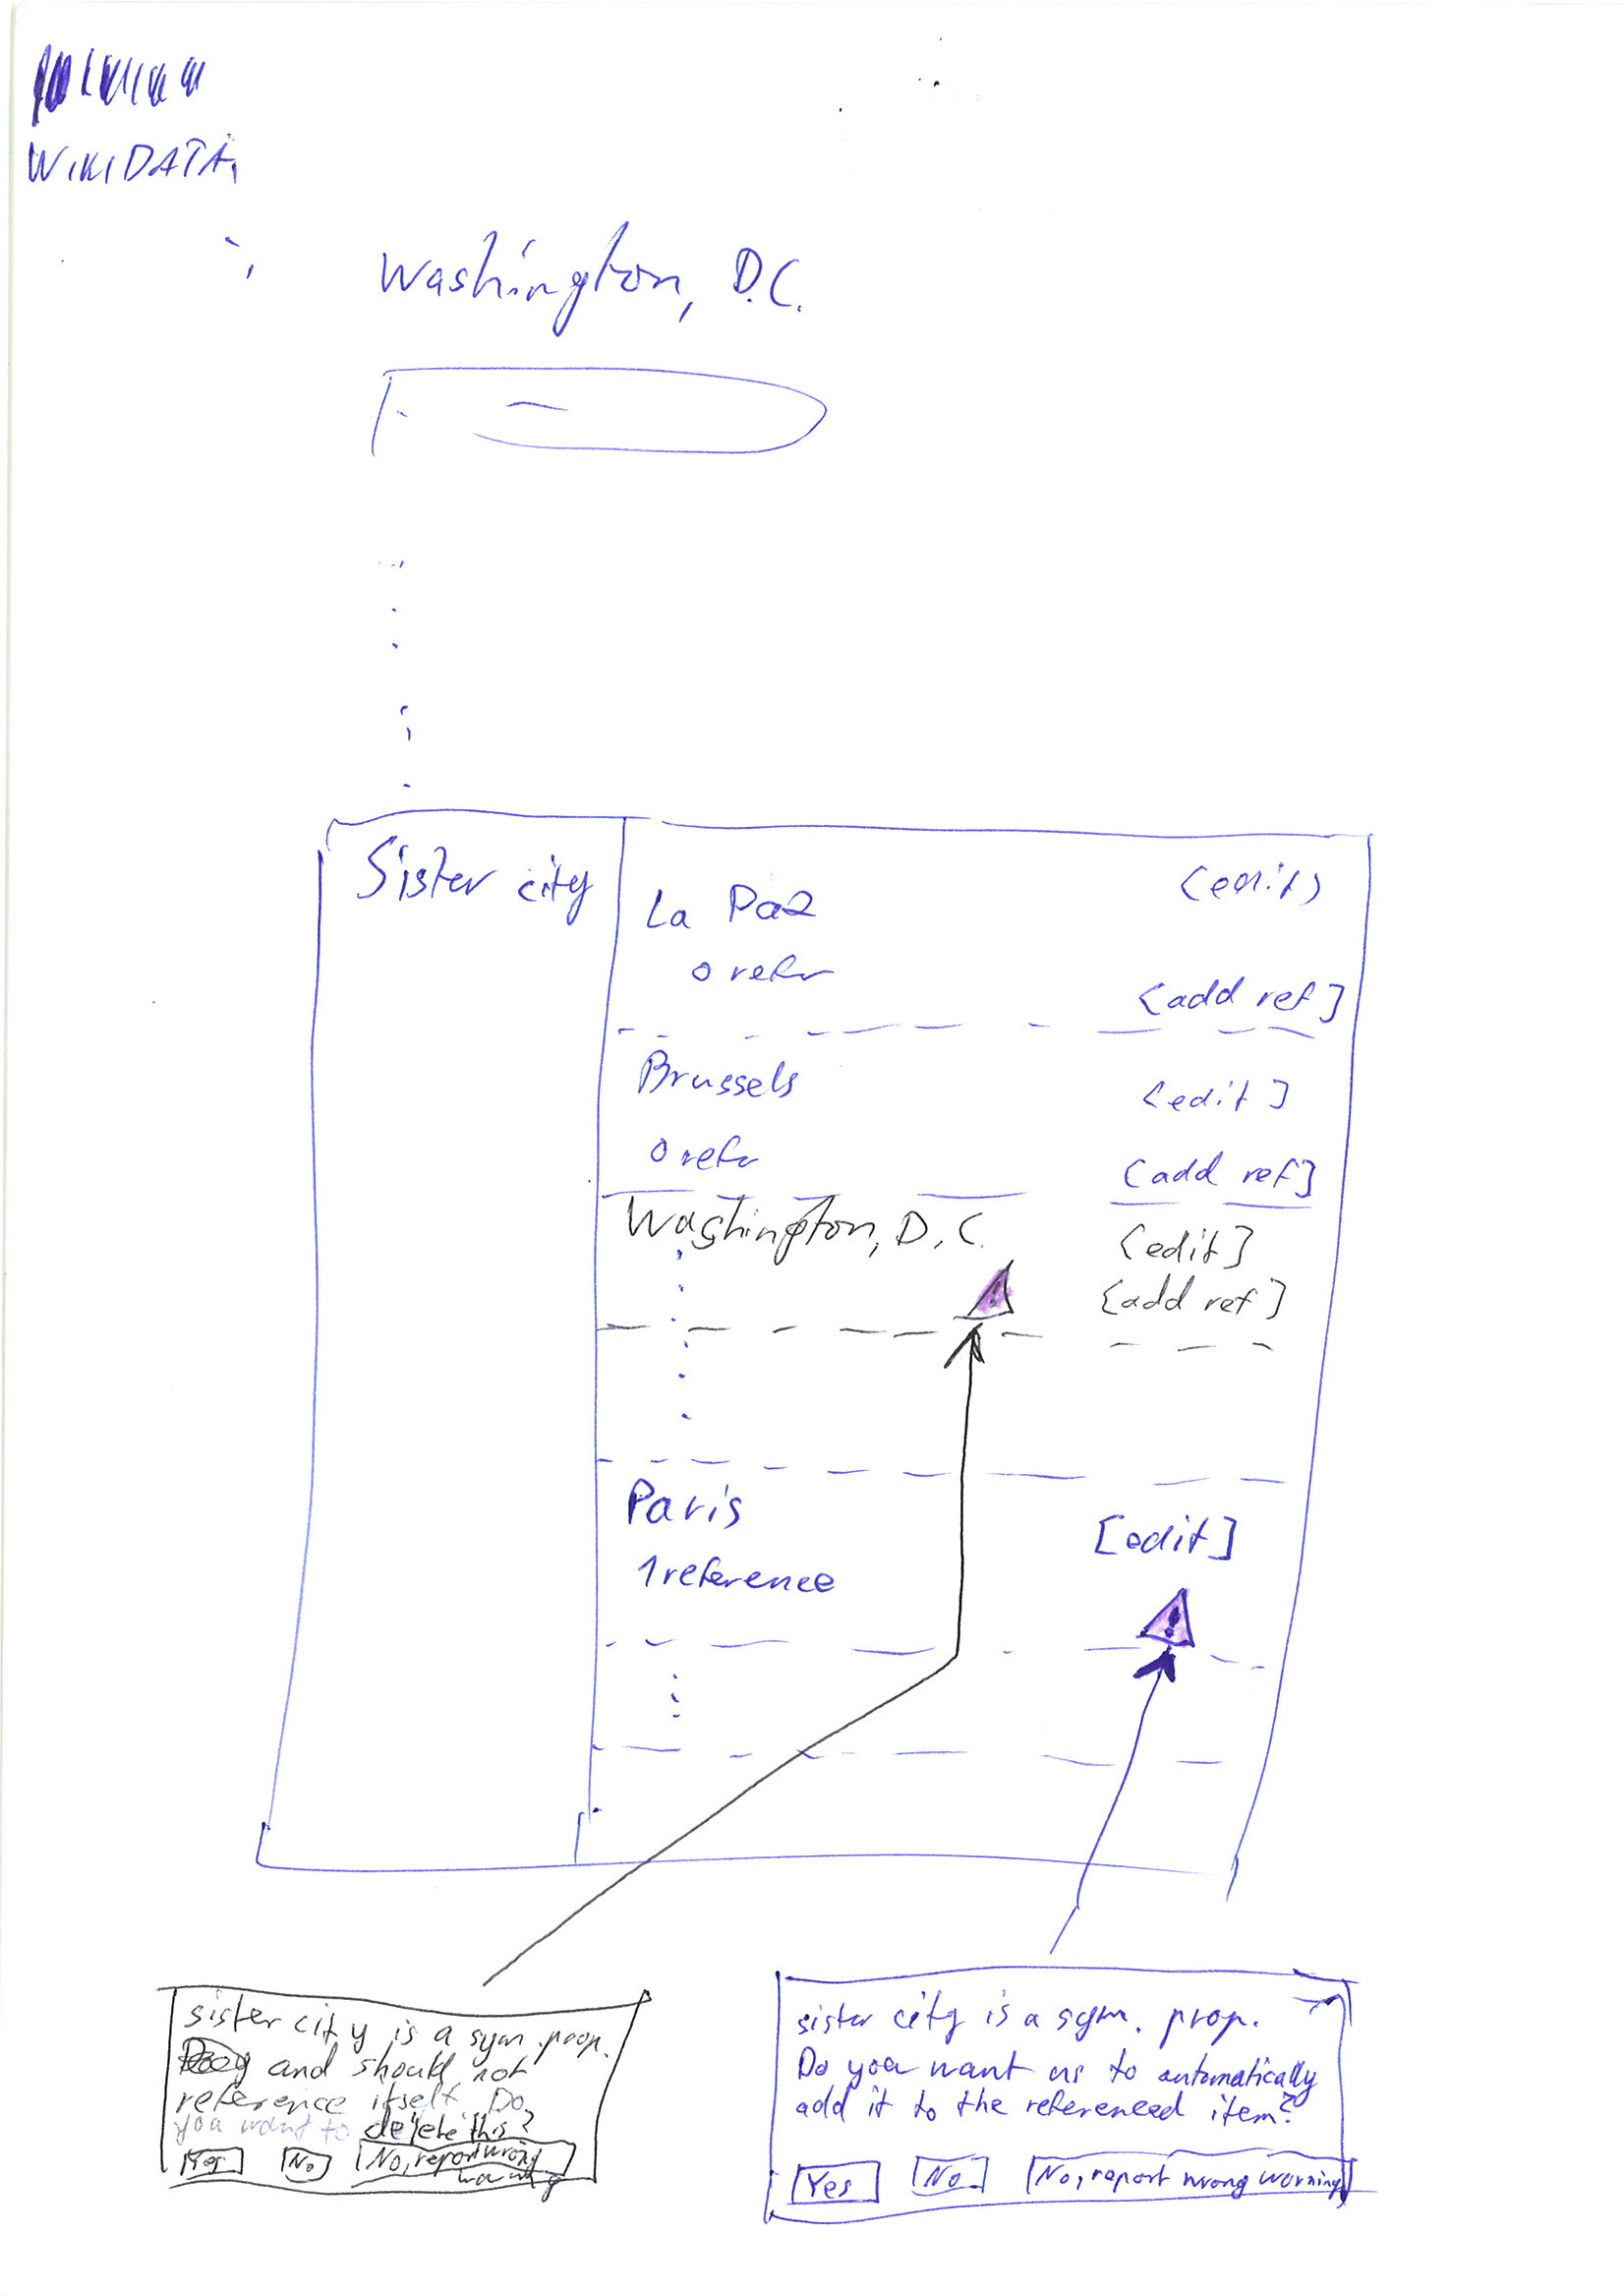 WIKIDATA
Washington, D.C.
Sister city
La Paz
[edit]
0 refs
[add ref]
Brussels
[edit]
0 refs
[add ref]
Washington, D.C.
[edit]
[add ref]
Paris
[edit]
1 reference
!
sister city is a sym. prop.
and should not
reference itself. Do
you want to delete this?
Yes
No
No, report wrong
warning
sister city is a sym. prop.
Do you want us to automatically
add it to the referenced item?
Yes
No
No, report wrong warning